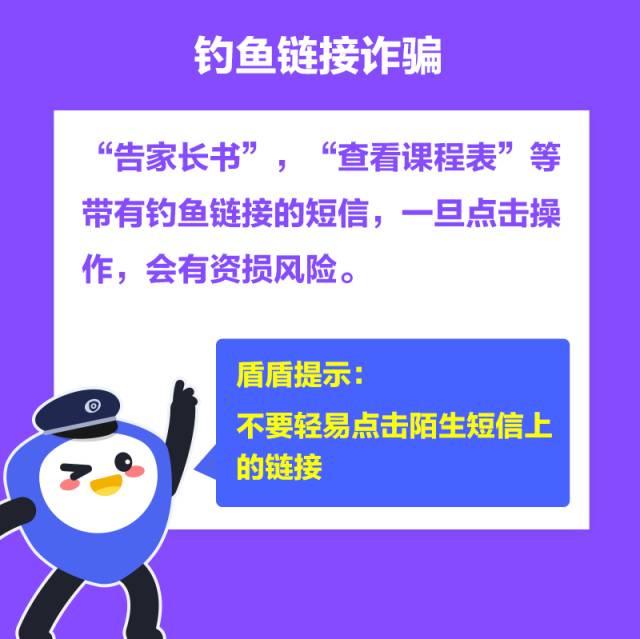 钓鱼链接诈骗
“告家长书”，“查看课程表”等
带有钓鱼链接的短信，一旦点击操
作，会有资损风险。
盾盾提示：
不要轻易点击陌生短信上
的链接